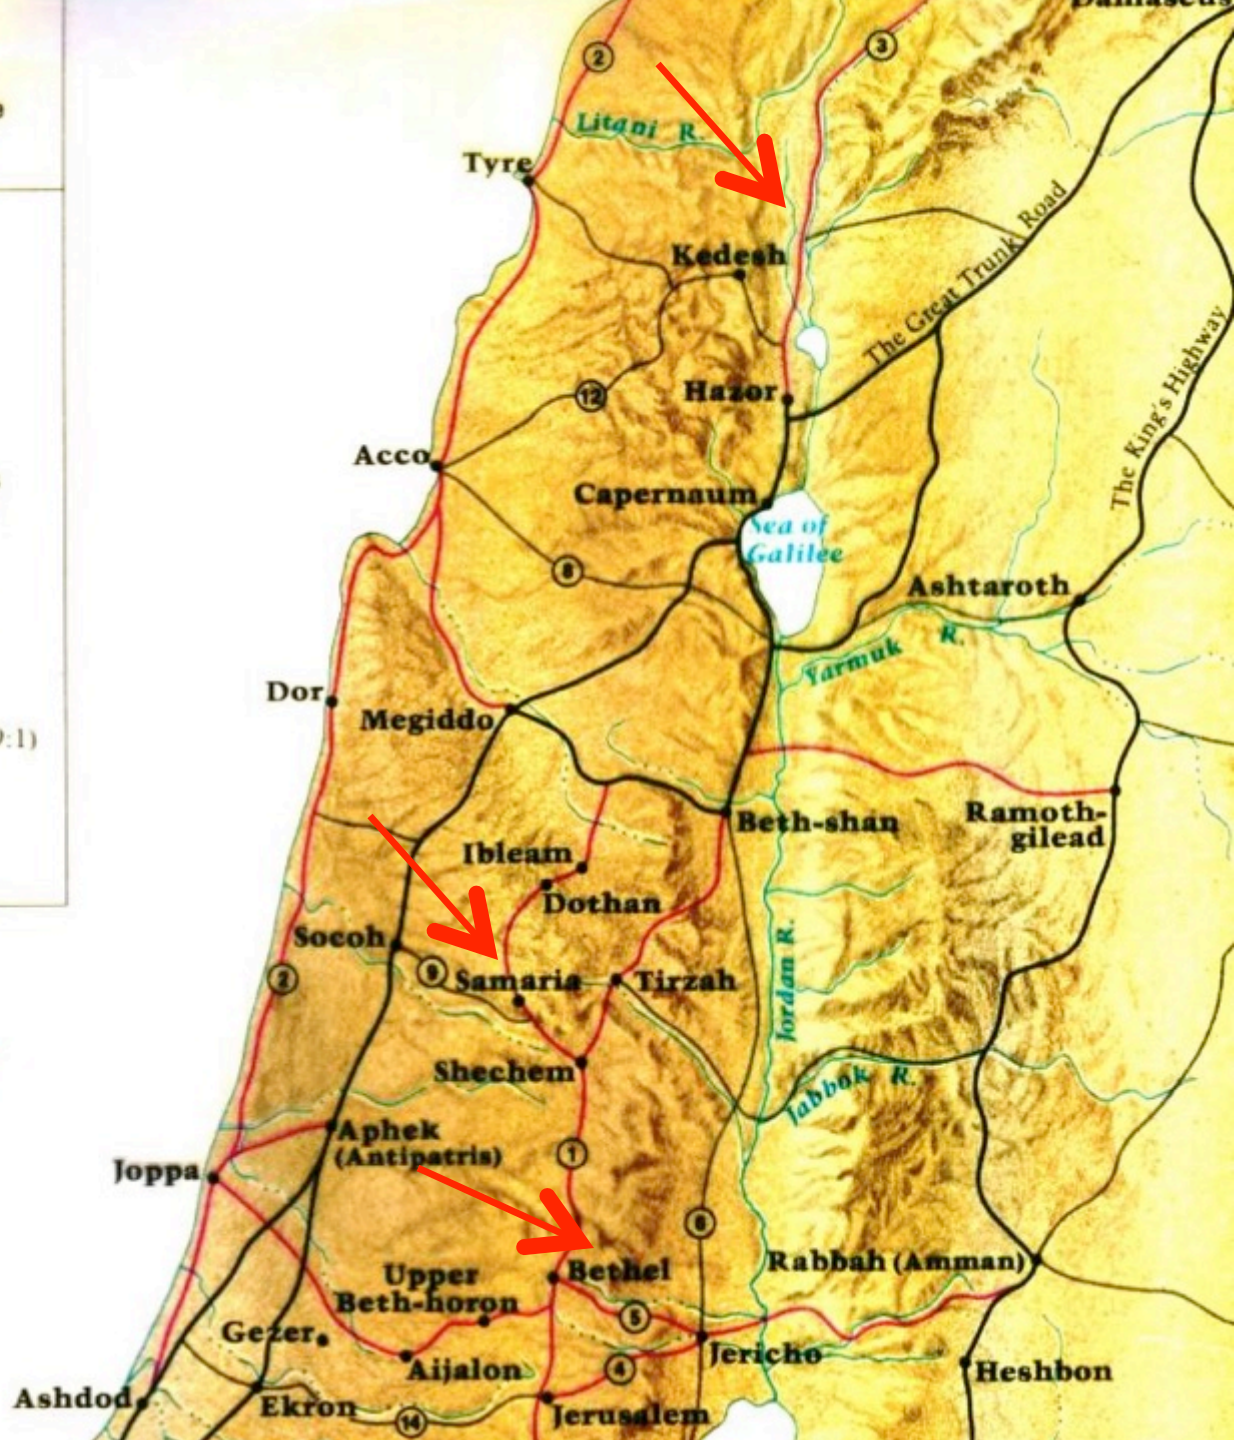 Damascus
2
3
Litani R.
Tyre
Kedesh
The Great Trunk Road
The King's Highway
Hazor
12
Acco
Capernaum
Sea of
Galilee
8
Ashtaroth
Yarmuk R.
Dor
Megiddo
9:1)
Beth-shan
Ramoth-
gilead
Ibleam
Dothan
Socoh
9
Samaria
Tirzah
2
Jordan R.
Shechem
Jabbok R.
Aphek
(Antipatris)
1
Joppa
6
Rabbah (Amman)
Bethel
Upper
Beth-horon
5
Gezer
Jericho
Aijalon
4
Heshbon
Ashdod
Ekron
14
Jerusalem